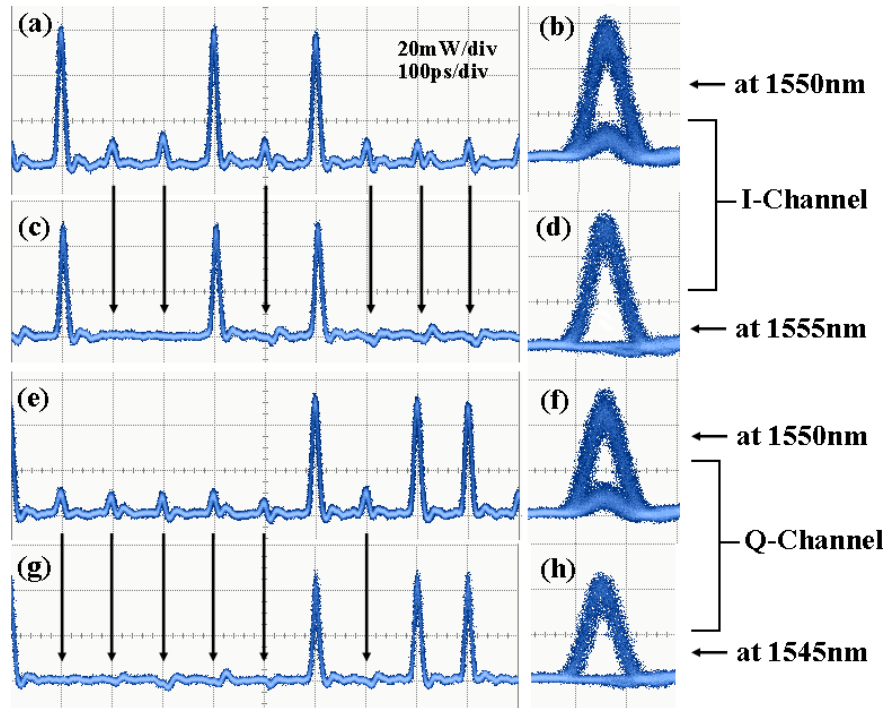 (a)
20mW/div
100ps/div
(b)
at 1550nm
I-Channel
(c)
(d)
at 1555nm
(e)
(f)
at 1550nm
Q-Channel
(g)
(h)
at 1545nm